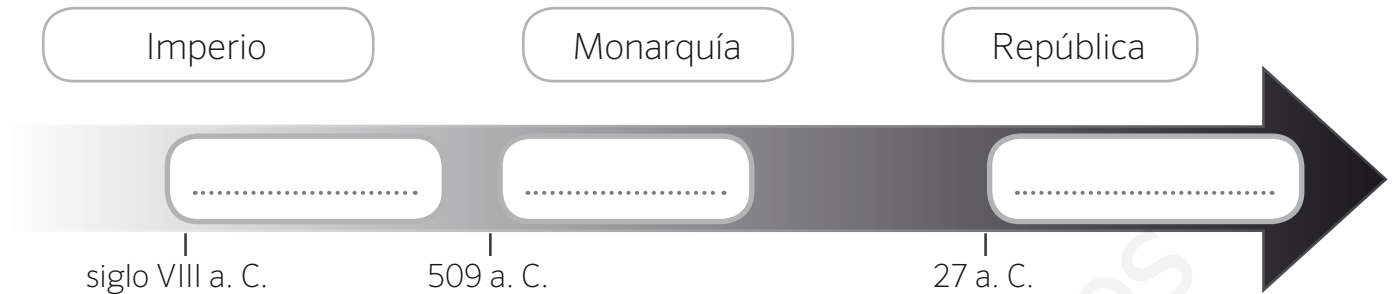 Imperio
Monarquía
República
siglo VIII a. C.
509 a. C.
27 a. C.